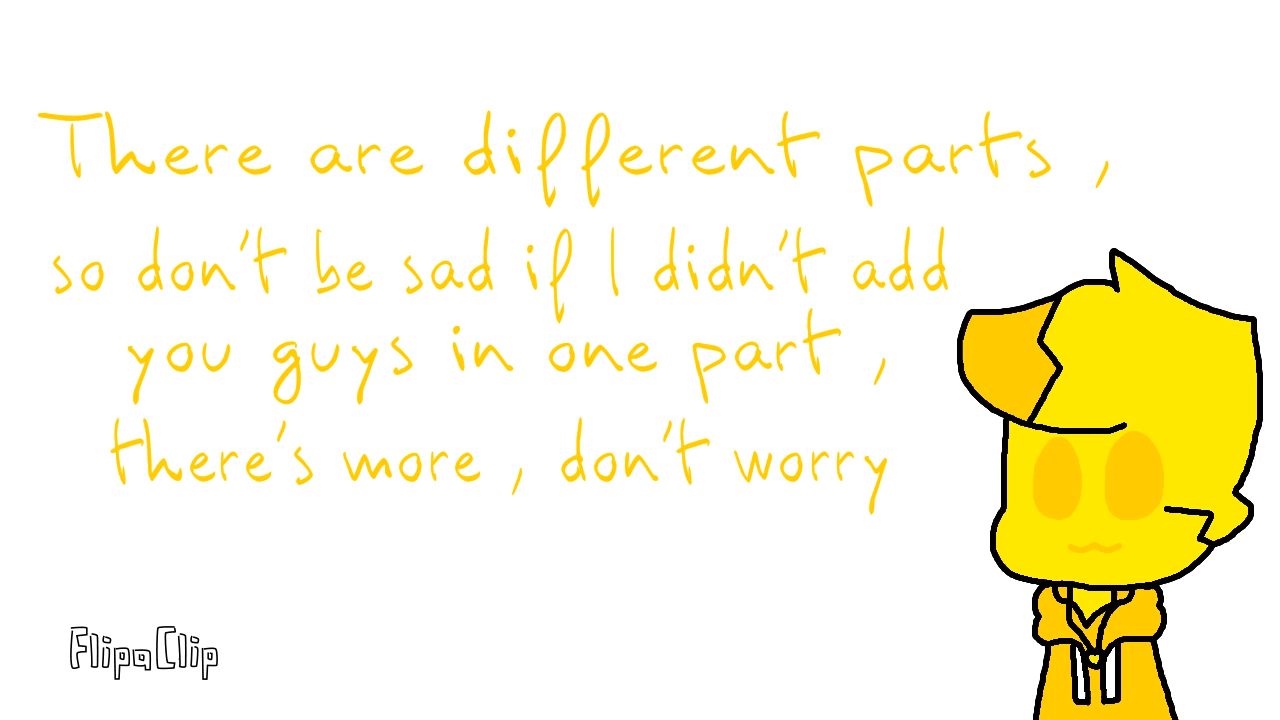 There are different parts ,
so don't be sad if I didn't add
you guys in one part ,
there's more , don't worry
FlipaClip